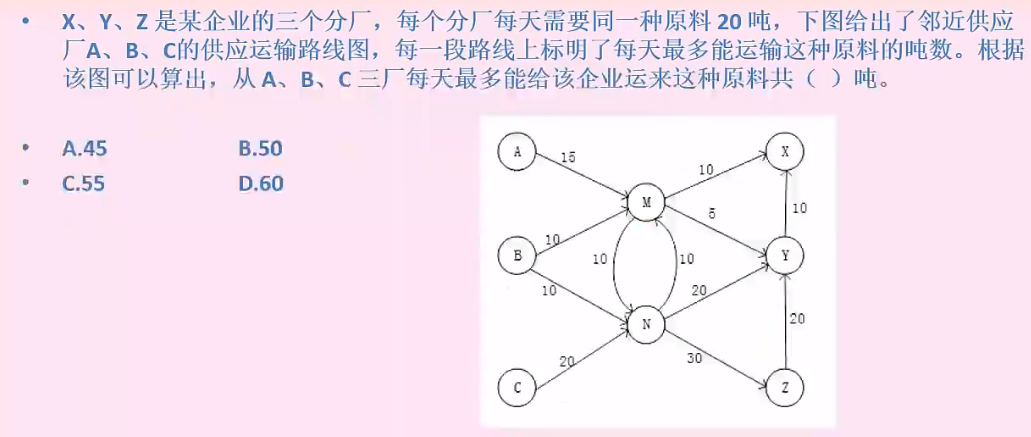 • X、Y、Z 是某企业的三个分厂，每个分厂每天需要同一种原料 20 吨，下图给出了邻近供应
厂A、B、C的供应运输路线图，每一段路线上标明了每天最多能运输这种原料的吨数。根据
该图可以算出，从 A、B、C 三厂每天最多能给该企业运来这种原料共（ ）吨。
• A.45 B.50
• C.55 D.60
A
15
10
X
M
5
10
10
B
10
10
10
Y
20
N
20
20
30
C
Z